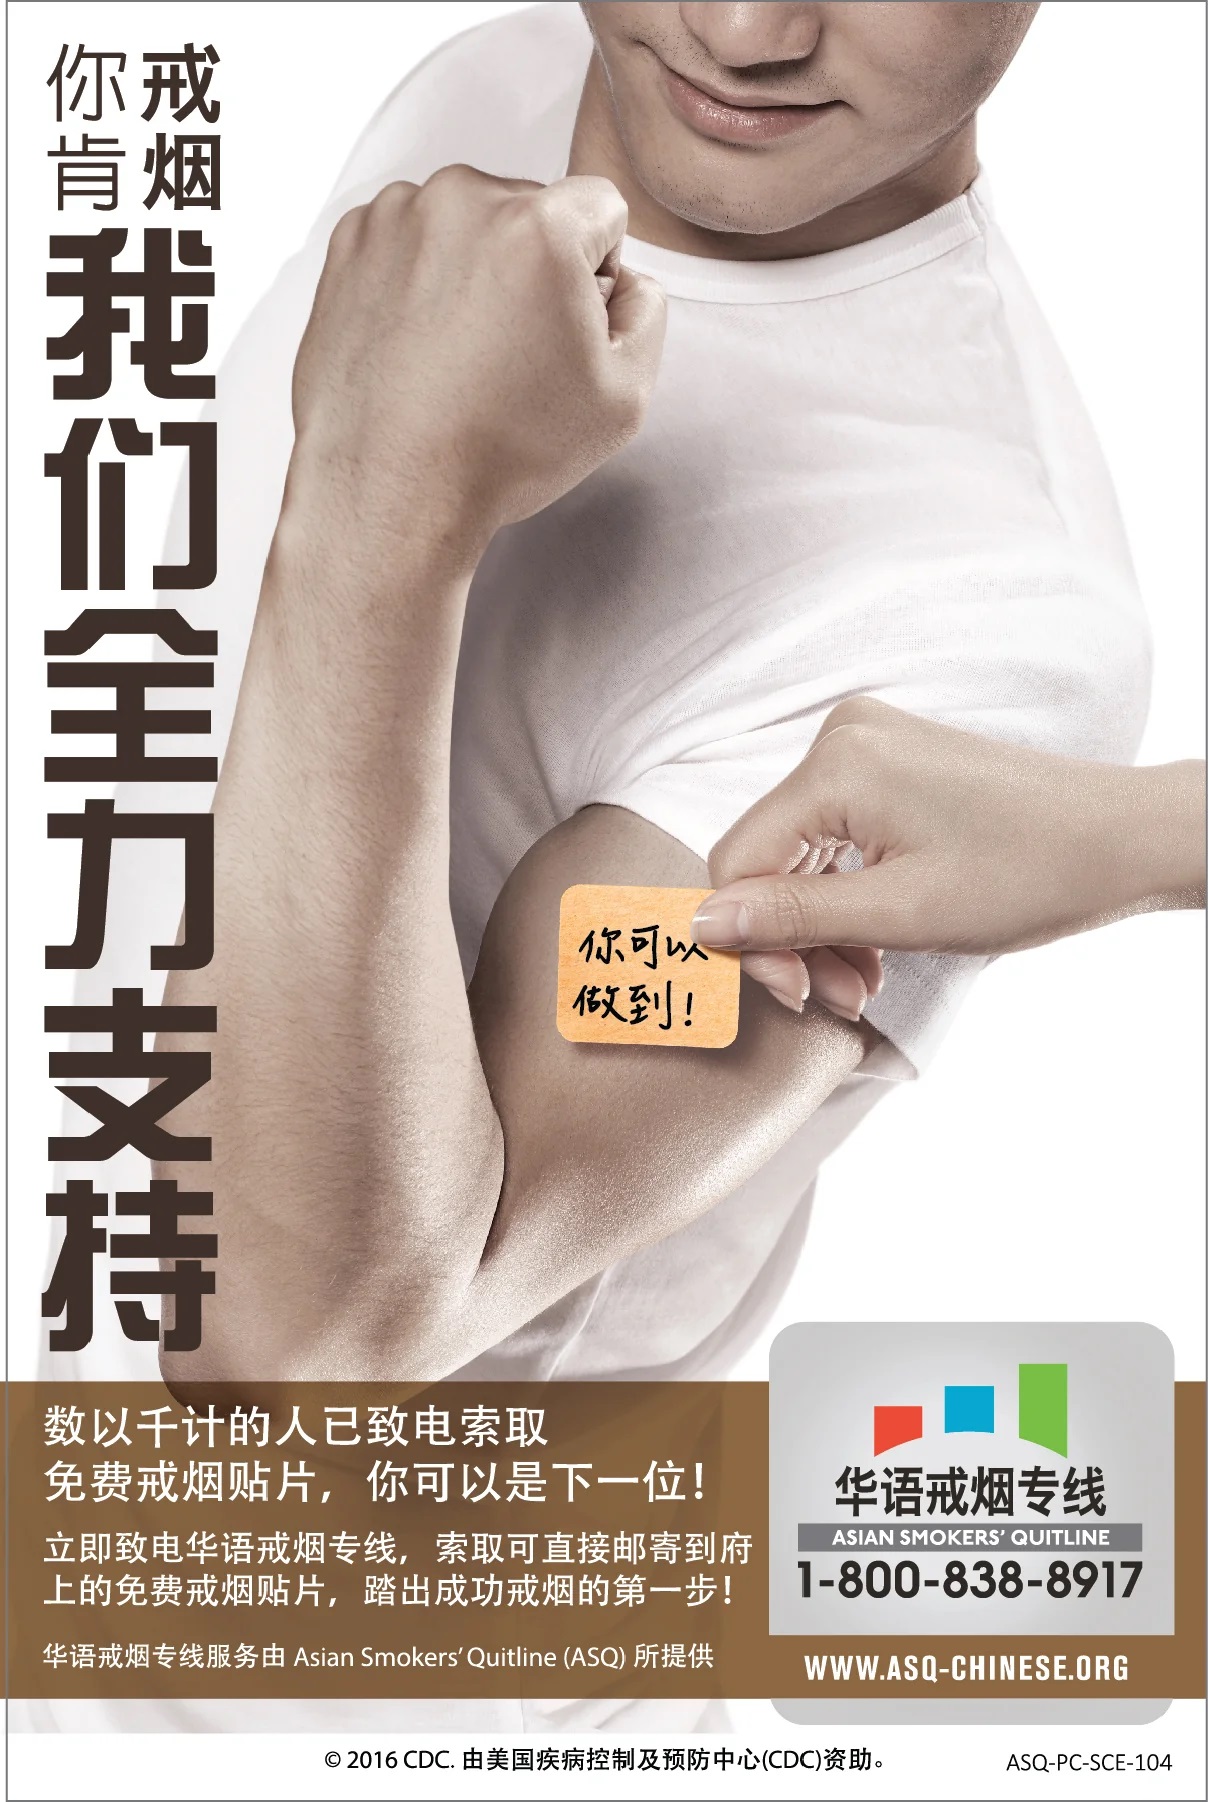 你肯戒烟
我们全力支持
你可以
做到!
数以千计的人已致电索取
免费戒烟贴片，你可以是下一位!
立即致电华语戒烟专线，索取可直接邮寄到府
上的免费戒烟贴片，踏出成功戒烟的第一步!
华语戒烟专线服务由 Asian Smokers' Quitline (ASQ) 所提供
华语戒烟专线
ASIAN SMOKERS' QUITLINE
1-800-838-8917
WWW.ASQ-CHINESE.ORG
© 2016 CDC. 由美国疾病控制及预防中心(CDC)资助。
ASQ-PC-SCE-104